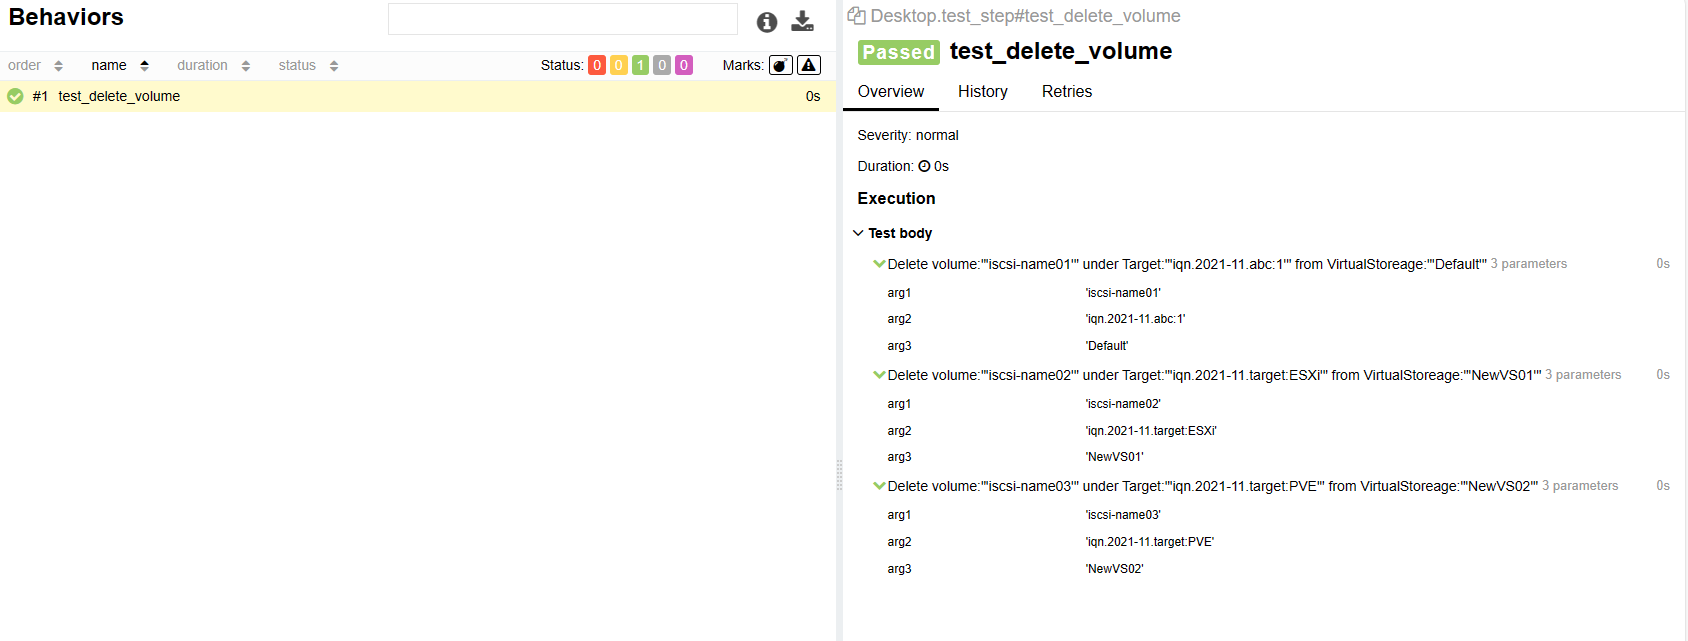 Behaviors
order name duration status Status: 0 0 1 0 0 Marks:
#1 test_delete_volume 0s
Desktop.test_step#test_delete_volume
Passed test_delete_volume
Overview History Retries
Severity: normal
Duration: 0s
Execution
Test body
Delete volume:'"iscsi-name01'" under Target:'"iqn.2021-11.abc:1'" from VirtualStoreage:'"Default'" 3 parameters 0s
arg1 'iscsi-name01'
arg2 'iqn.2021-11.abc:1'
arg3 'Default'
Delete volume:'"iscsi-name02'" under Target:'"iqn.2021-11.target:ESXi'" from VirtualStoreage:'"NewVS01'" 3 parameters 0s
arg1 'iscsi-name02'
arg2 'iqn.2021-11.target:ESXi'
arg3 'NewVS01'
Delete volume:'"iscsi-name03'" under Target:'"iqn.2021-11.target:PVE'" from VirtualStoreage:'"NewVS02'" 3 parameters 0s
arg1 'iscsi-name03'
arg2 'iqn.2021-11.target:PVE'
arg3 'NewVS02'